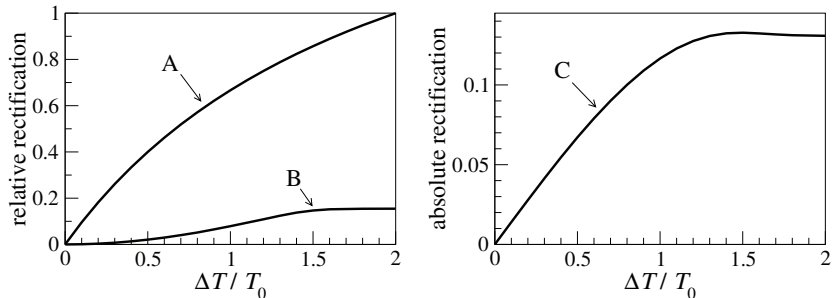 relative rectification
1
0.8
0.6
0.4
0.2
0
A
B
0 0.5 1 1.5 2
ΔT / T₀
absolute rectification
0.1
0.05
0
C
0 0.5 1 1.5 2
ΔT / T₀